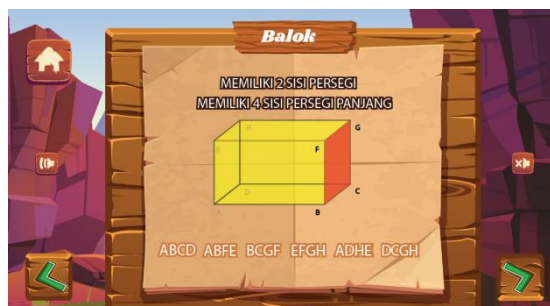 Balok
MEMILIKI 2 SISI PERSEGI
MEMILIKI 4 SISI PERSEGI PANJANG
H G
E F
D C
A B
ABCD ABFE BCGF EFGH ADHE DCGH